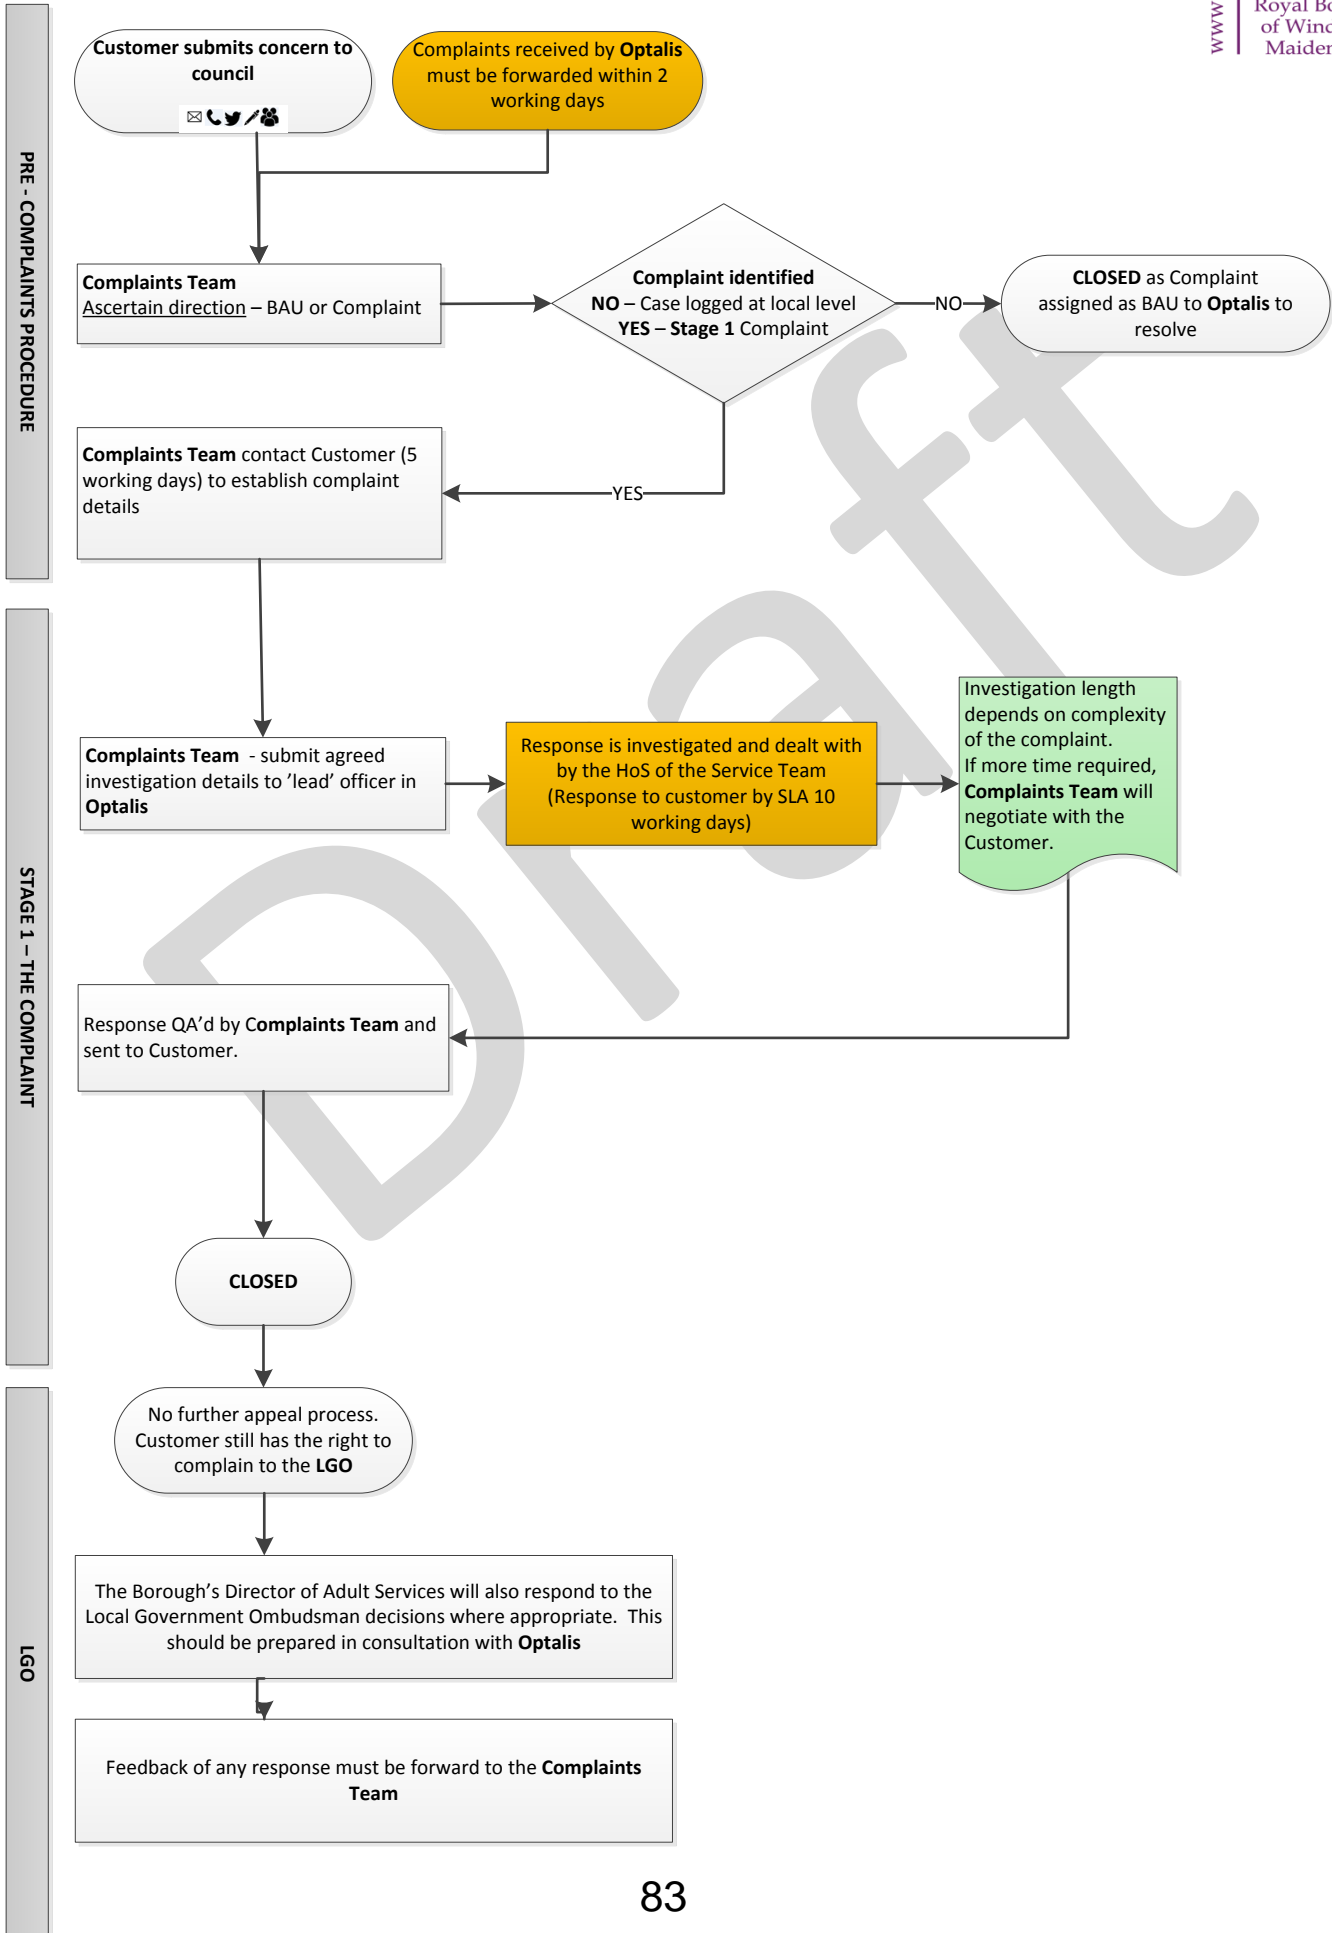 Royal Bo
of Wind
Maiden
www
PRE - COMPLAINTS PROCEDURE
Customer submits concern to
council
Complaints received by Optalis
must be forwarded within 2
working days
Complaints Team
Ascertain direction – BAU or Complaint
Complaint identified
NO – Case logged at local level
YES – Stage 1 Complaint
NO
CLOSED as Complaint
assigned as BAU to Optalis to
resolve
Complaints Team contact Customer (5
working days) to establish complaint
details
YES
Draft
STAGE 1 – THE COMPLAINT
Complaints Team  - submit agreed
investigation details to ’lead’ officer in
Optalis
Response is investigated and dealt with
by the HoS of the Service Team
(Response to customer by SLA 10
working days)
Investigation length
depends on complexity
of the complaint.
If more time required,
Complaints Team will
negotiate with the
Customer.
Response QA’d by Complaints Team and
sent to Customer.
CLOSED
LGO
No further appeal process.
Customer still has the right to
complain to the LGO
The Borough’s Director of Adult Services will also respond to the
Local Government Ombudsman decisions where appropriate.  This
should be prepared in consultation with Optalis
Feedback of any response must be forward to the Complaints
Team
83